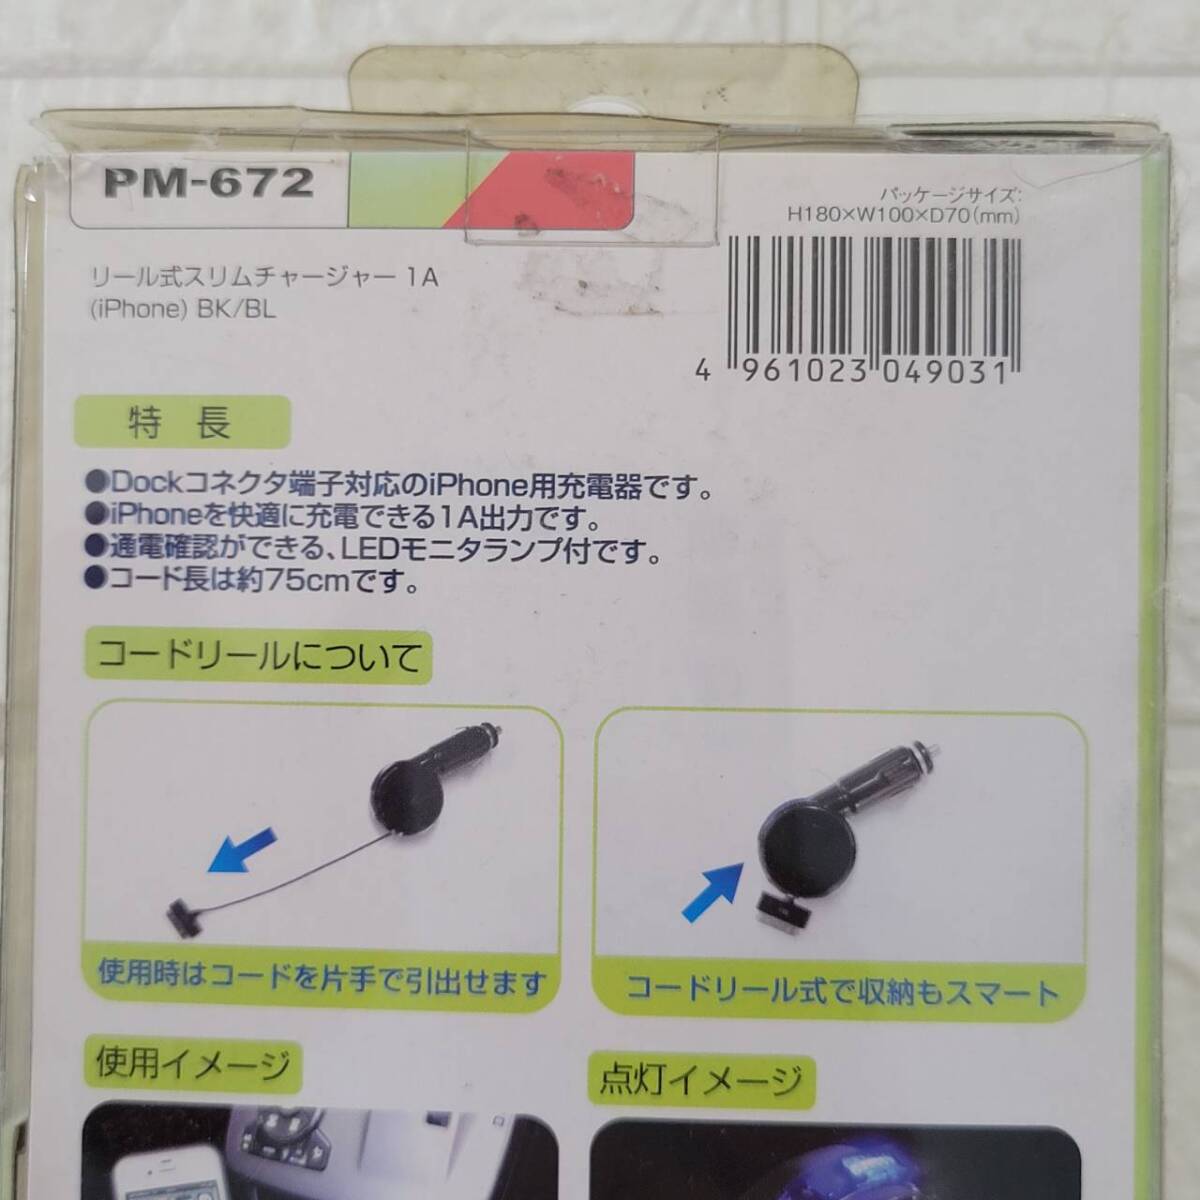 PM-672
パッケージサイズ:
H180×W100×D70(mm)
リール式スリムチャージャー 1A
(iPhone) BK/BL
4 961023 049031
特 長
●Dockコネクタ端子対応のiPhone用充電器です。
●iPhoneを快適に充電できる1A出力です。
●通電確認ができる、LEDモニタランプ付です。
●コード長は約75cmです。
コードリールについて
使用時はコードを片手で引出せます
コードリール式で収納もスマート
使用イメージ
点灯イメージ